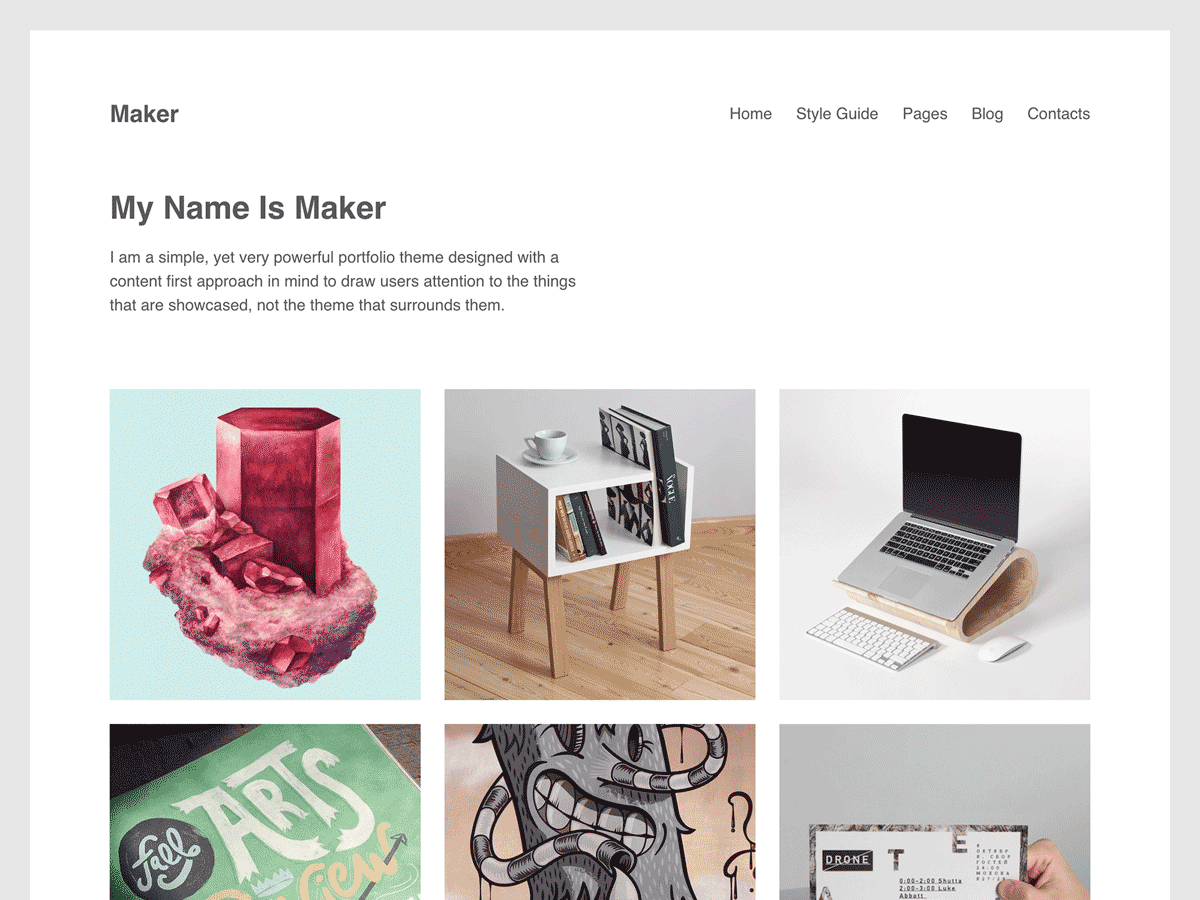 Maker
Home Style Guide Pages Blog Contacts
My Name Is Maker
I am a simple, yet very powerful portfolio theme designed with a
content first approach in mind to draw users attention to the things
that are showcased, not the theme that surrounds them.
VOGUE
ARTS
fall
DRONE
T
E
0:00-2:00 Shutta
2:00-3:00 Luke
Abbott